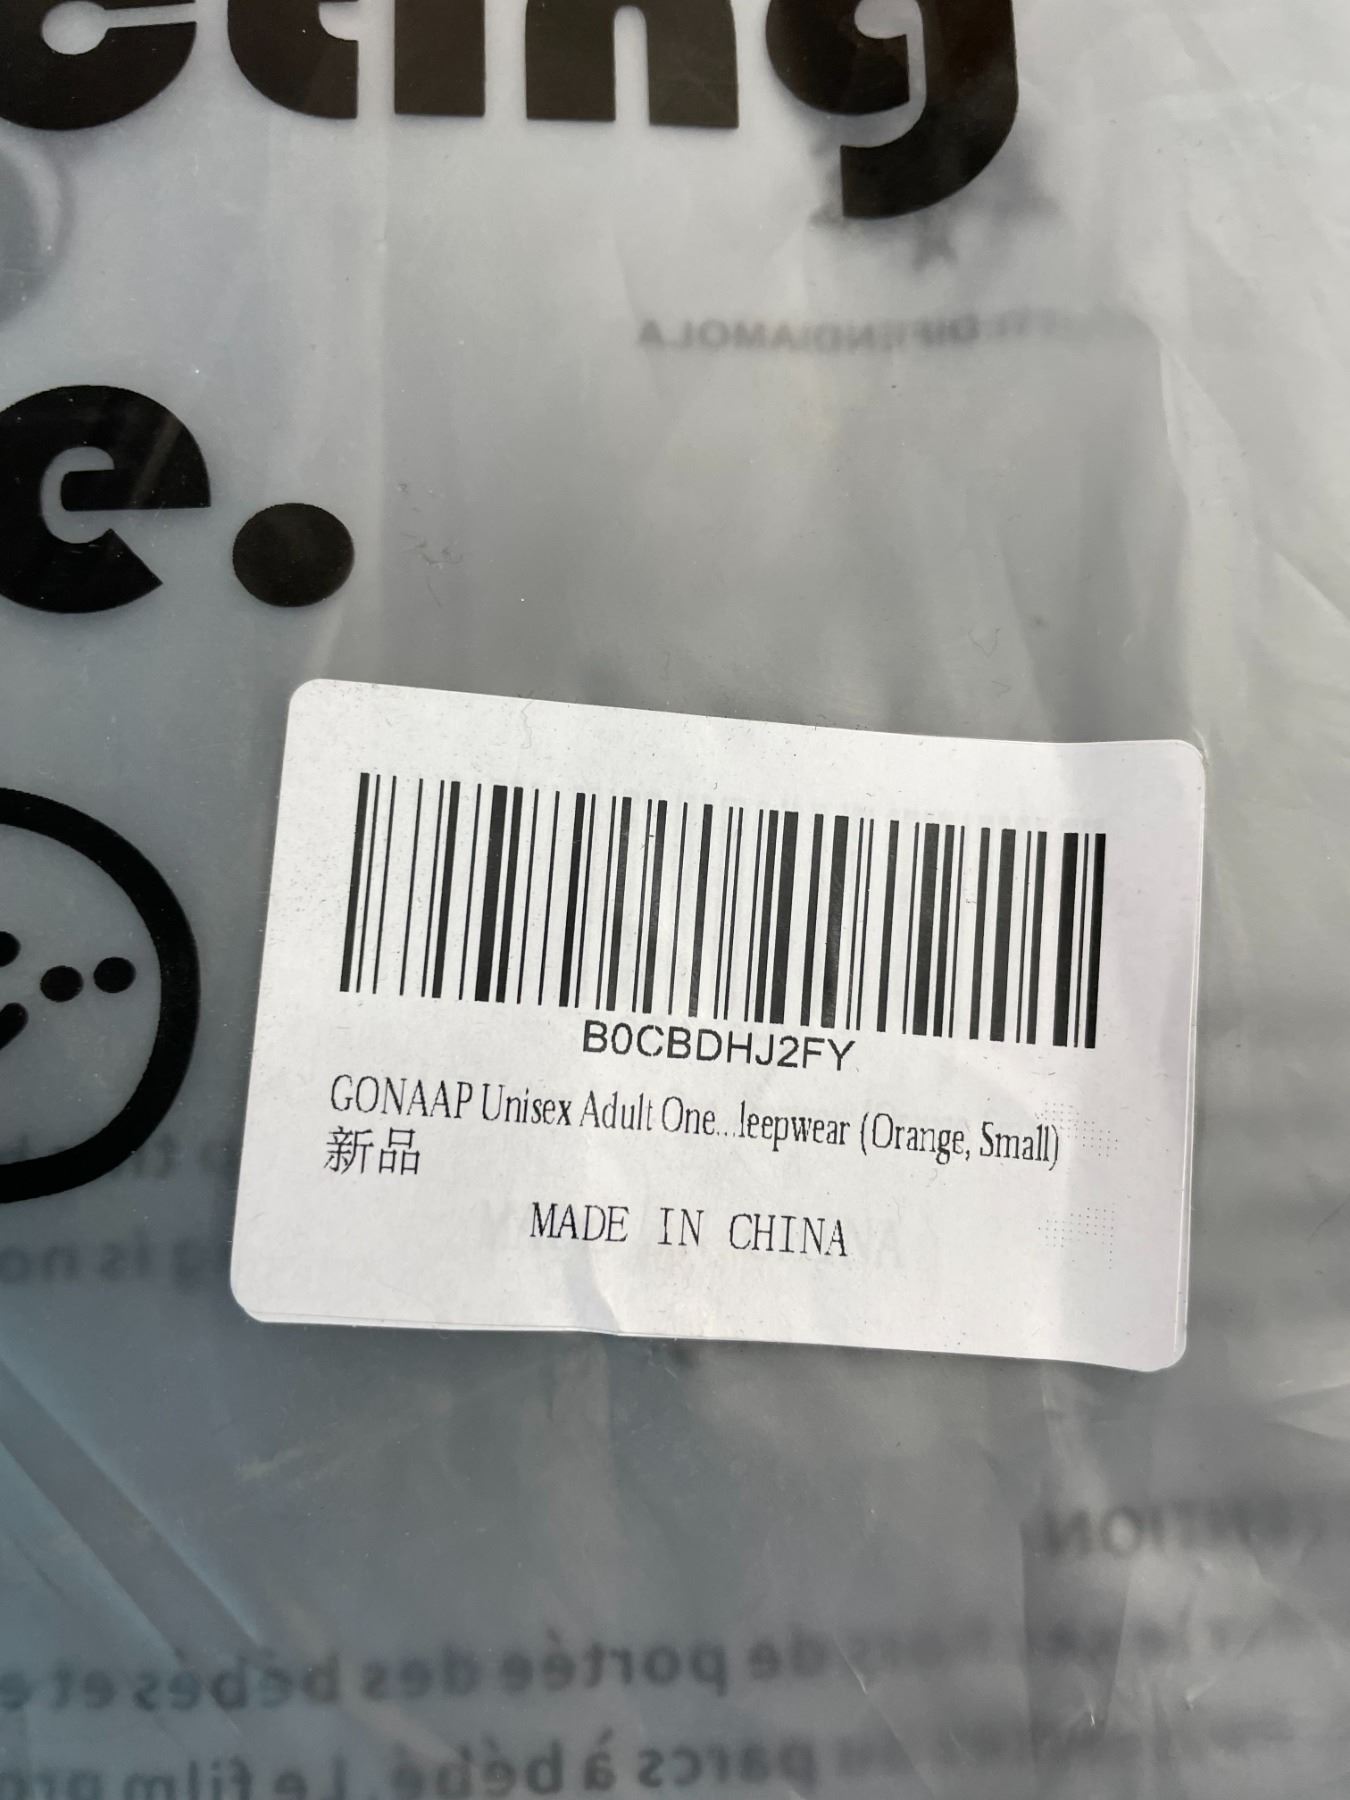 cting
e.
B0CBDHJ2FY
GONAAP Unisex Adult One...leepwear (Orange, Small)
新品
MADE IN CHINA
de portée des bébés et
parcs à bébé. Le film